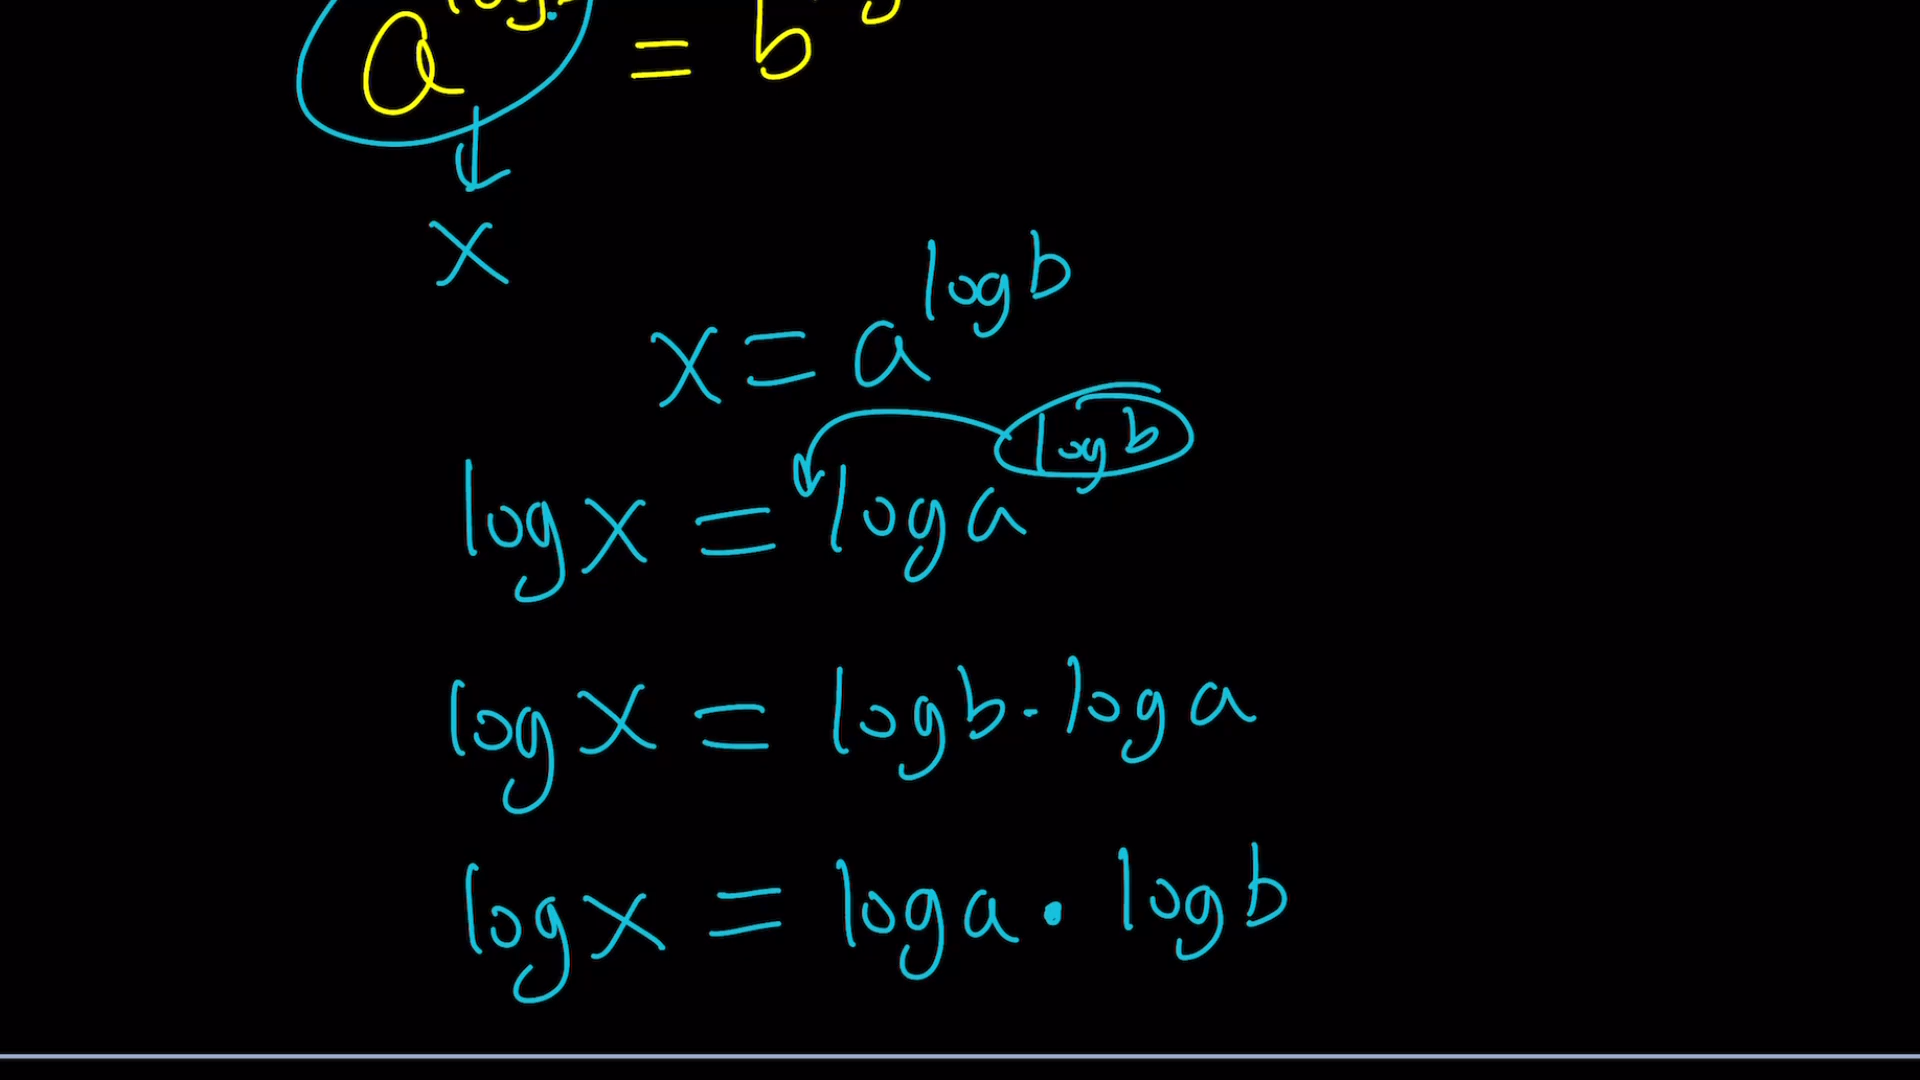 a = b
x
x = a^log b
log x = log a^log b
log x = log b · log a
log x = log a · log b